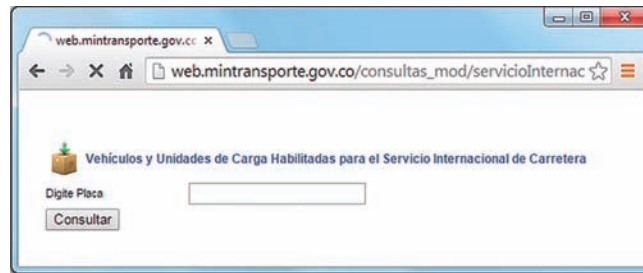 web.mintransporte.gov.cc
web.mintransporte.gov.co/consultas_mod/servicioInternac
Vehículos y Unidades de Carga Habilitadas para el Servicio Internacional de Carretera
Digite Placa
Consultar